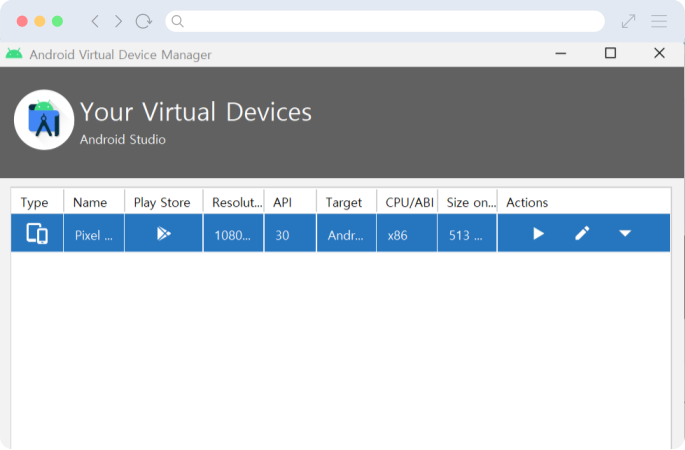 Android Virtual Device Manager
Your Virtual Devices
Android Studio
Type Name Play Store Resolut... API Target CPU/ABI Size on... Actions
Pixel ... 1080... 30 Andr... x86 513 ...